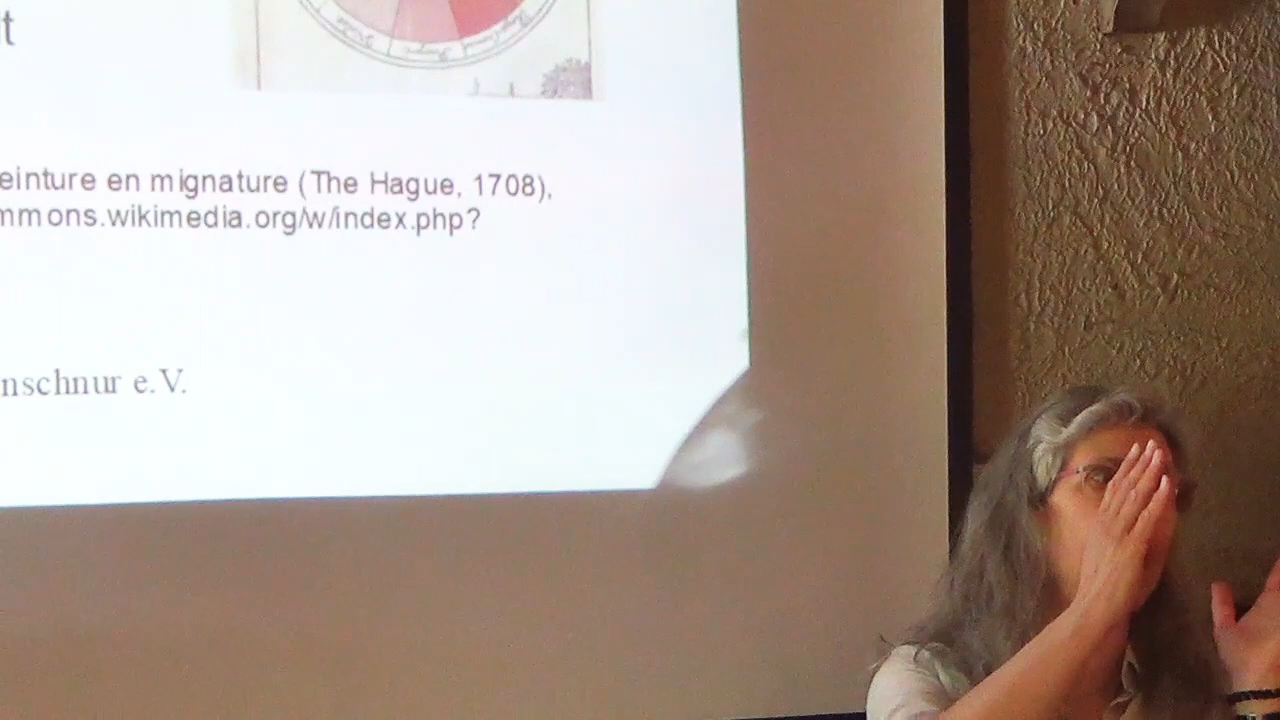 t
einture en mignature (The Hague, 1708),
mmons.wikimedia.org/w/index.php?
nschnur e.V.